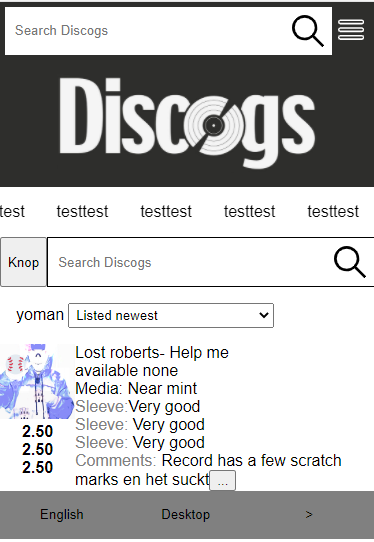 Search Discogs
Discogs
test testtest testtest testtest testtest
Knop Search Discogs
yoman Listed newest
Lost roberts- Help me
available none
Media: Near mint
Sleeve:Very good
2.50 Sleeve: Very good
2.50 Sleeve: Very good
2.50 Comments: Record has a few scratch
marks en het suckt...
English Desktop >